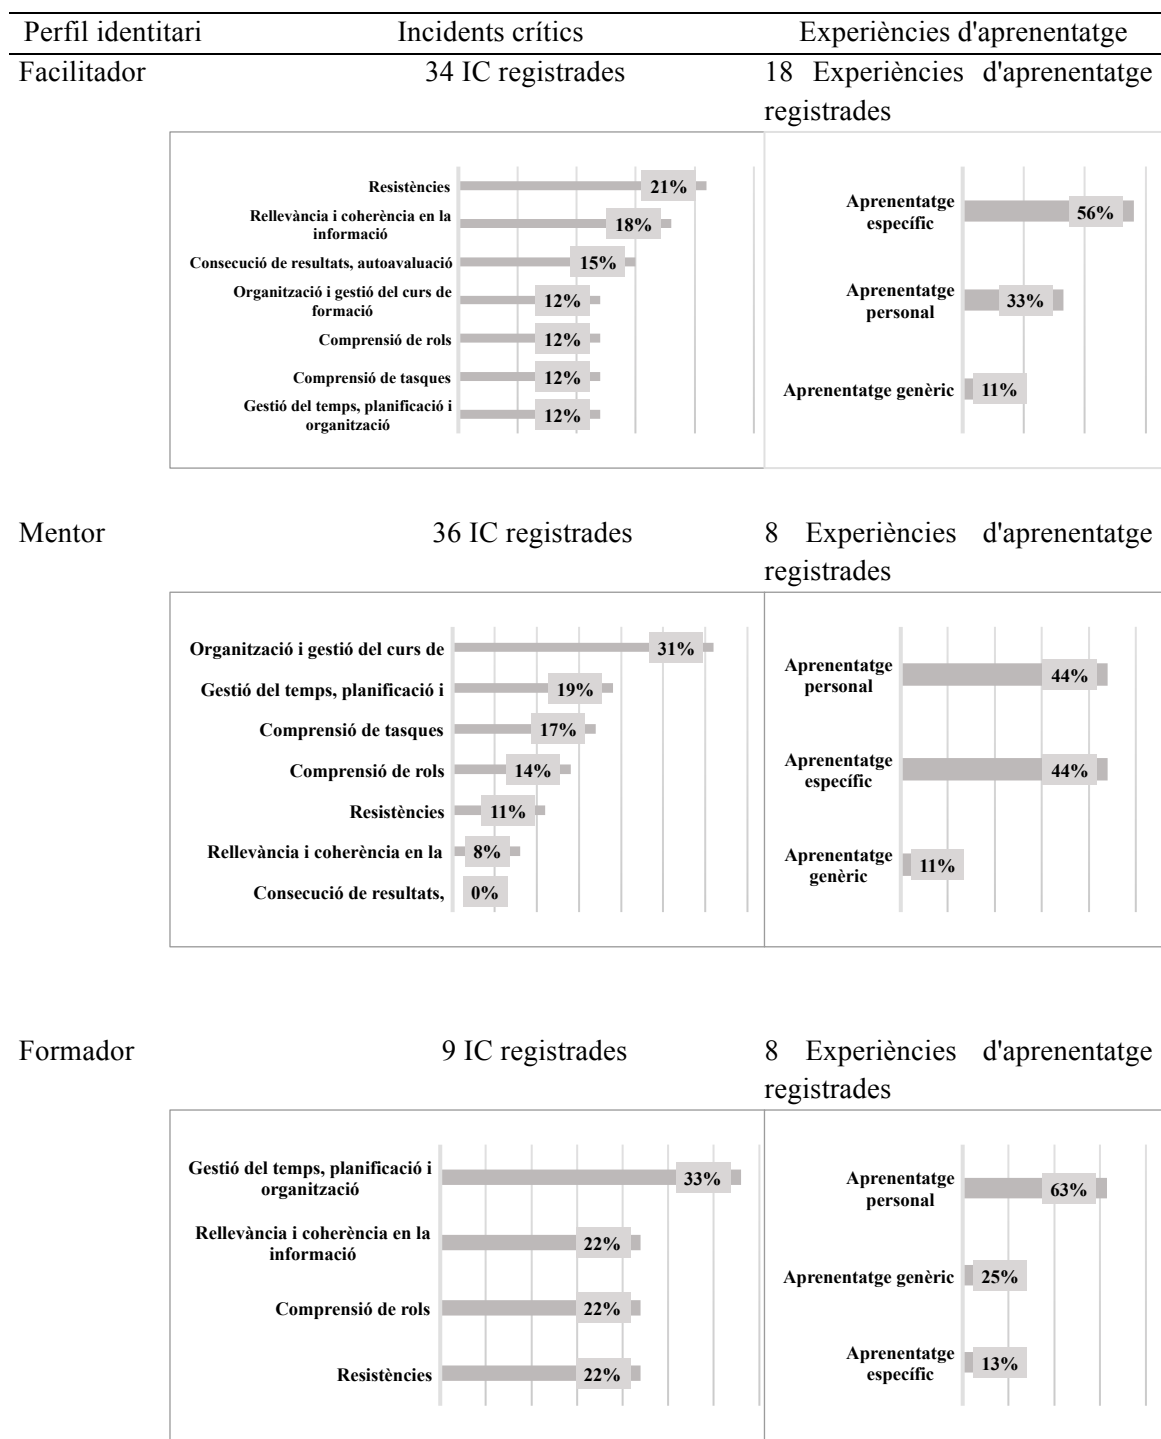 Perfil identitari Incidents crítics Experiències d'aprenentatge
Facilitador 34 IC registrades 18 Experiències d'aprenentatge
registrades
Resistències 21%
Rellevància i coherència en la
informació 18%
Consecució de resultats, autoavaluació 15%
Organització i gestió del curs de
formació 12%
Comprensió de rols 12%
Comprensió de tasques 12%
Gestió del temps, planificació i
organització 12%
Aprenentatge
específic 56%
Aprenentatge
personal 33%
Aprenentatge genèric 11%
Mentor 36 IC registrades 8 Experiències d'aprenentatge
registrades
Organització i gestió del curs de 31%
Gestió del temps, planificació i 19%
Comprensió de tasques 17%
Comprensió de rols 14%
Resistències 11%
Rellevància i coherència en la 8%
Consecució de resultats, 0%
Aprenentatge
personal 44%
Aprenentatge
específic 44%
Aprenentatge
genèric 11%
Formador 9 IC registrades 8 Experiències d'aprenentatge
registrades
Gestió del temps, planificació i
organització 33%
Rellevància i coherència en la
informació 22%
Comprensió de rols 22%
Resistències 22%
Aprenentatge
personal 63%
Aprenentatge genèric 25%
Aprenentatge
específic 13%